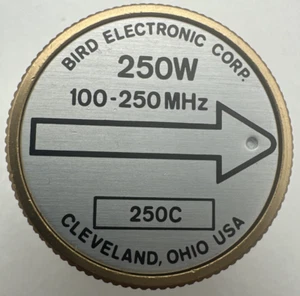 BIRD ELECTRONIC CORP.
250W
100-250MHz
250C
CLEVELAND, OHIO USA